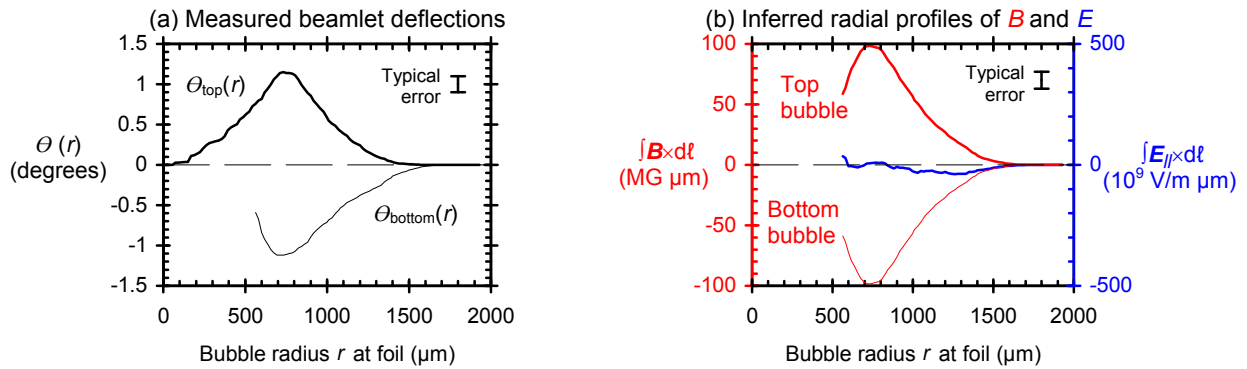 (a) Measured beamlet deflections
1.5
1
0.5
0
-0.5
-1
-1.5
Θ (r)
(degrees)
Θtop(r)
Typical
error
Θbottom(r)
0 500 1000 1500 2000
Bubble radius r at foil (µm)
(b) Inferred radial profiles of B and E
100
50
0
-50
-100
∫B×dℓ
(MG µm)
Top
bubble
Typical
error
Bottom
bubble
500
0
-500
∫E//×dℓ
(10⁹ V/m µm)
0 500 1000 1500 2000
Bubble radius r at foil (µm)